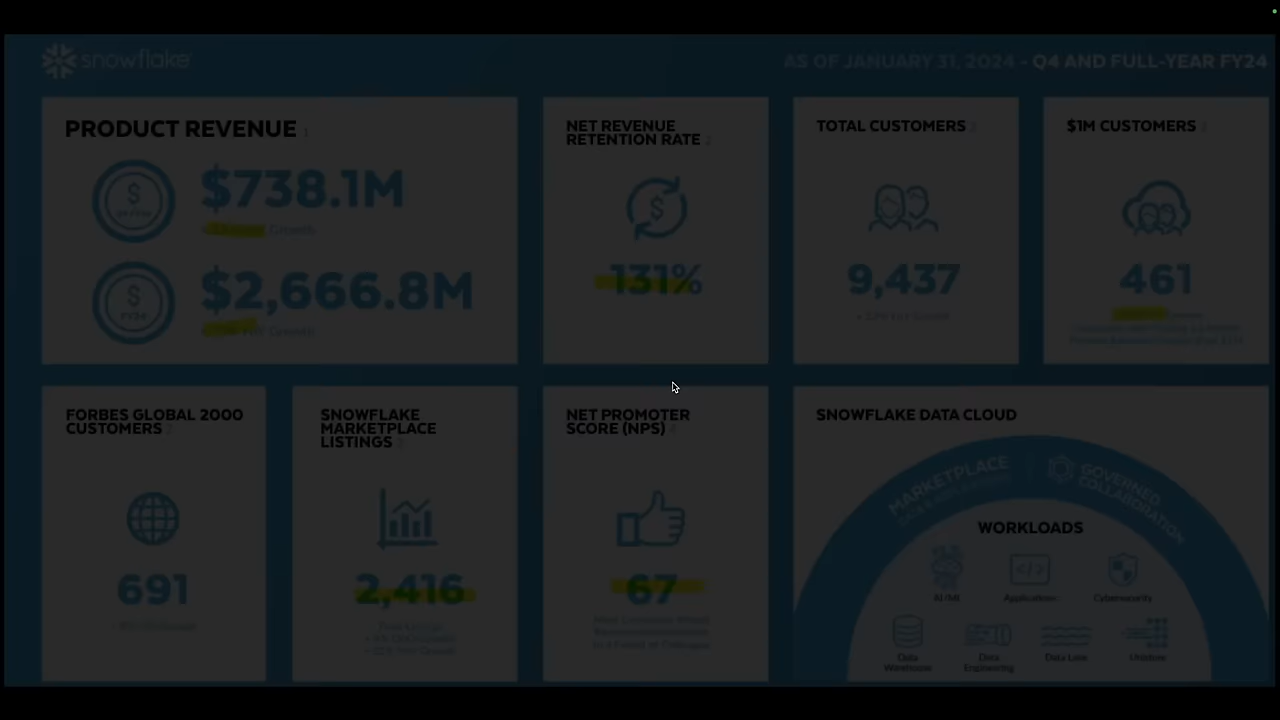 snowflake
AS OF JANUARY 31, 2024 - Q4 AND FULL-YEAR FY24
PRODUCT REVENUE
$738.1M
Growth
$2,666.8M
YoY Growth
NET REVENUE
RETENTION RATE
131%
TOTAL CUSTOMERS
9,437
$1M CUSTOMERS
461
FORBES GLOBAL 2000
CUSTOMERS
691
SNOWFLAKE
MARKETPLACE
LISTINGS
2,416
NET PROMOTER
SCORE (NPS)
67
SNOWFLAKE DATA CLOUD
MARKETPLACE
GOVERNED
COLLABORATION
WORKLOADS
AI/ML
Applications
Cybersecurity
Data
Warehouse
Data
Engineering
Data Lake
Unistore